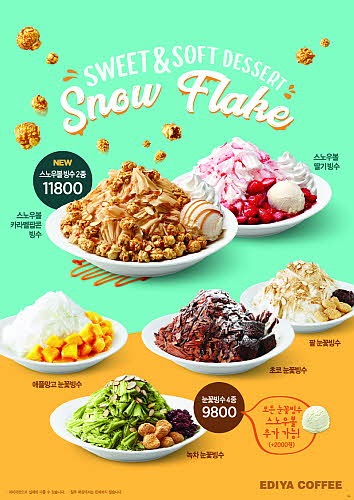 SWEET & SOFT DESSERT
Snow Flake
NEW
스노우볼 빙수 2종
11800
스노우볼
딸기빙수
스노우볼
카라멜팝콘
빙수
팥 눈꽃빙수
애플망고 눈꽃빙수
초코 눈꽃빙수
눈꽃빙수 4종
9800
모든 눈꽃빙수
스노우볼
추가 가능!
(+2000원)
녹차 눈꽃빙수
EDIYA COFFEE